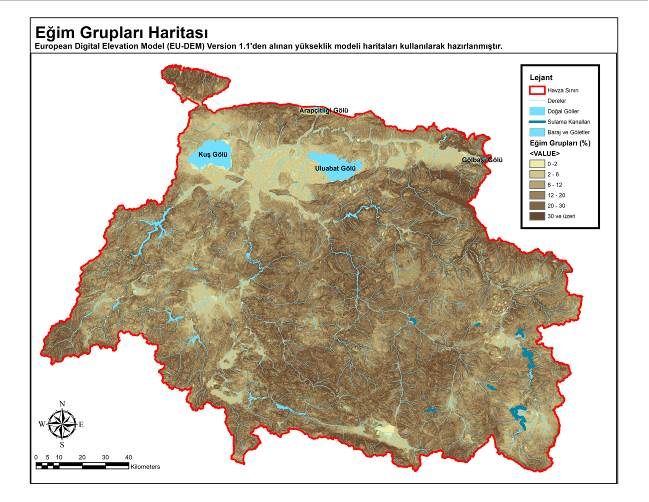 Eğim Grupları Haritası
European Digital Elevation Model (EU-DEM) Version 1.1'den alınan yükseklik modeli haritaları kullanılarak hazırlanmıştır.
Lejant
Havza Sınırı
Dereler
Doğal Göller
Sulama Kanalları
Baraj ve Göletler
Eğim Grupları (%)
<VALUE>
0 -2
2 - 6
6 - 12
12 - 20
20 - 30
30 ve üzeri
Arapçiftliği Gölü
Kuş Gölü
Uluabat Gölü
Gölbaşı Gölü
N
W
E
S
0 5 10 20 30 40
Kilometers